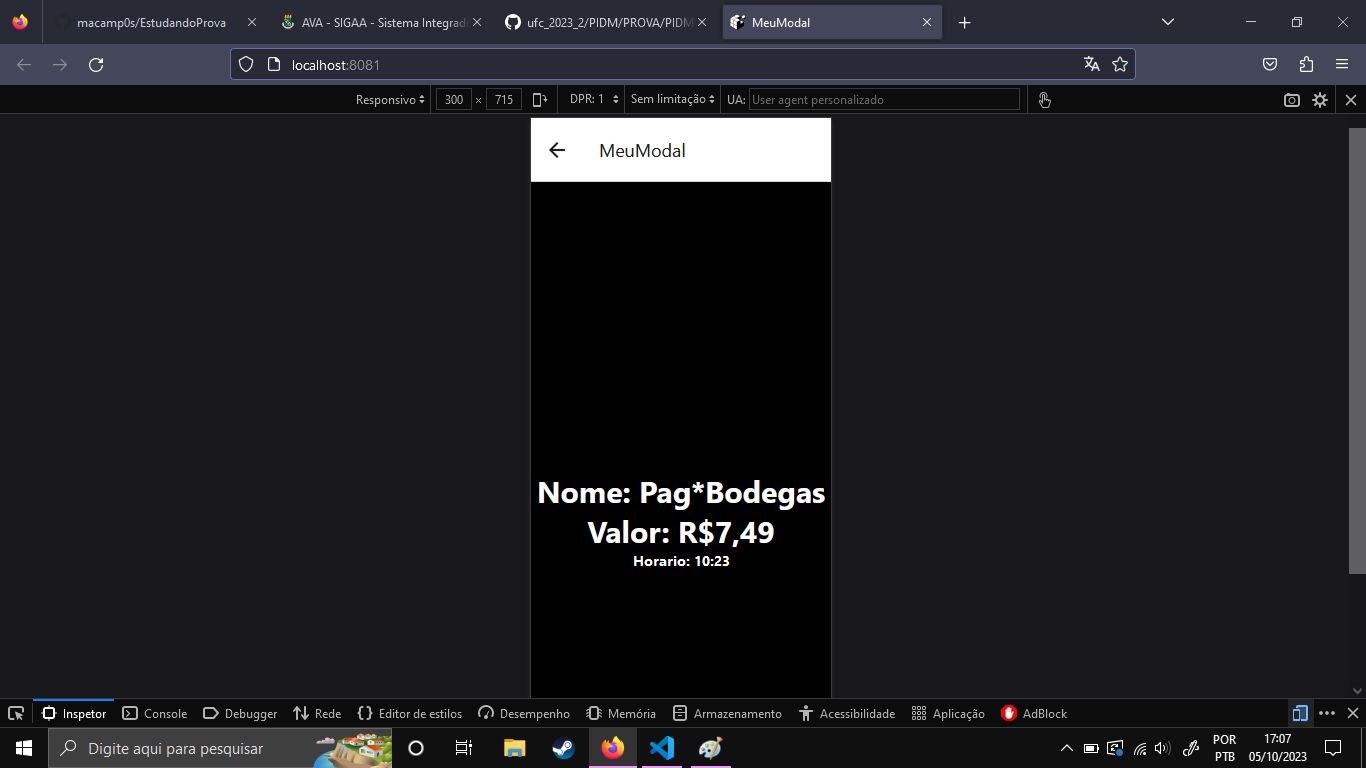 macamp0s/EstudandoProva
AVA - SIGAA - Sistema Integrad
ufc_2023_2/PIDM/PROVA/PIDM
MeuModal
localhost:8081
Responsivo 300 × 715 DPR: 1 Sem limitação UA: User agent personalizado
MeuModal
Nome: Pag*Bodegas
Valor: R$7,49
Horario: 10:23
Inspetor Console Debugger Rede Editor de estilos Desempenho Memória Armazenamento Acessibilidade Aplicação AdBlock
Digite aqui para pesquisar
POR
PTB
17:07
05/10/2023